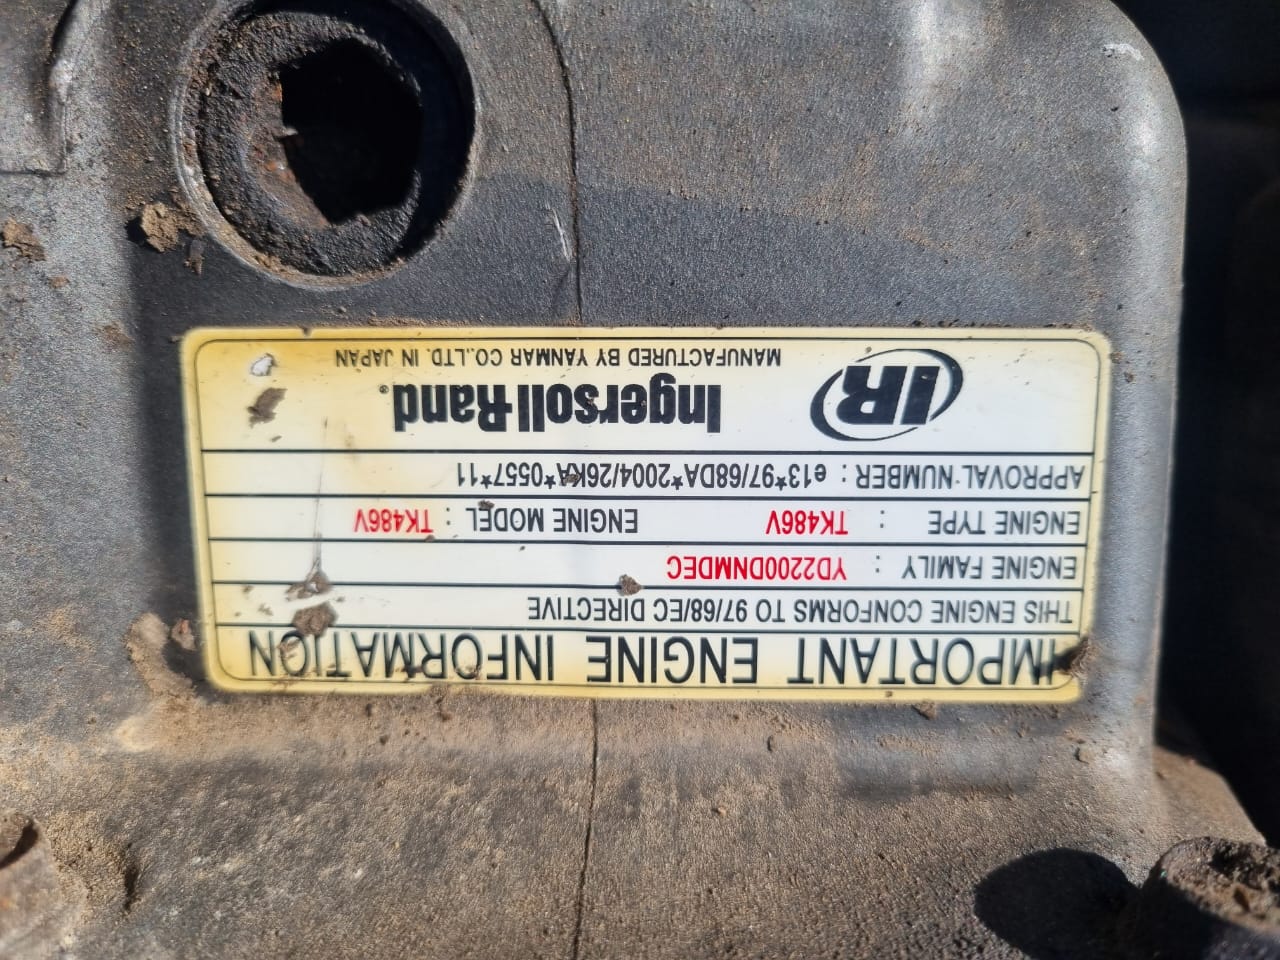 IMPORTANT ENGINE INFORMATION
THIS ENGINE CONFORMS TO 97/68/EC DIRECTIVE
ENGINE FAMILY : YD2200DNMDEC
ENGINE TYPE : TK486V ENGINE MODEL : TK486V
APPROVAL NUMBER : e13*97/68DA*2004/26KA*0557*11
IR Ingersoll Rand®
MANUFACTURED BY YANMAR CO.,LTD. IN JAPAN